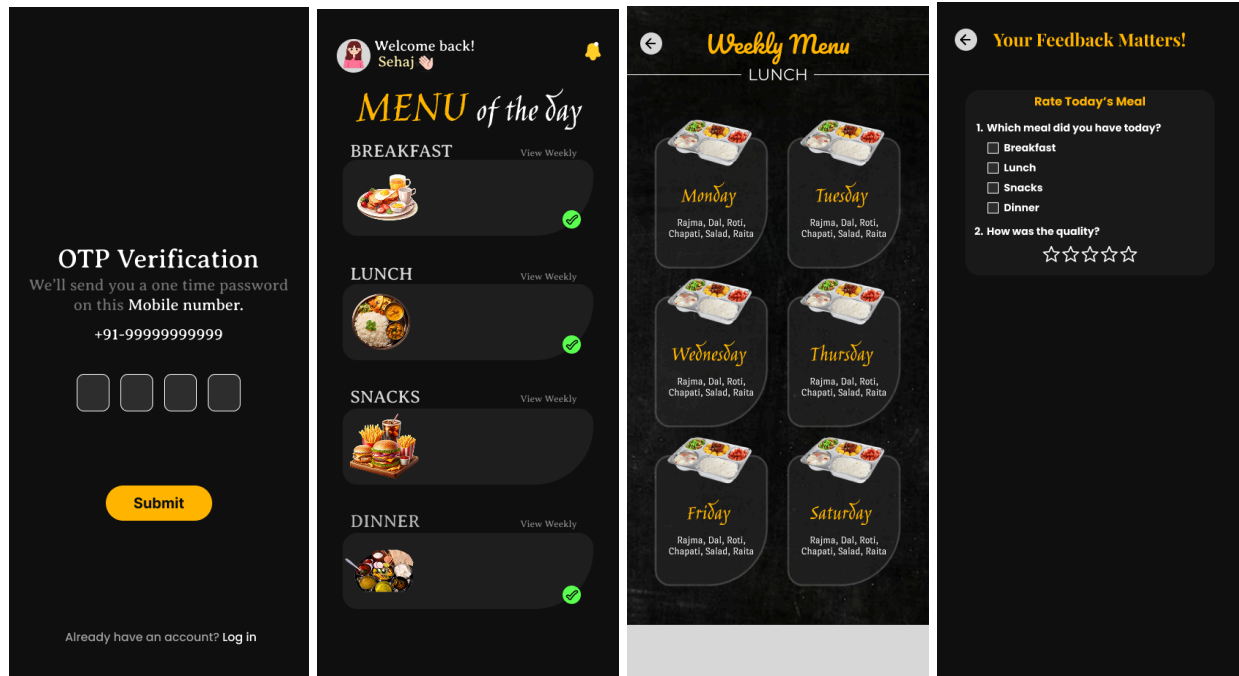 OTP Verification
We'll send you a one time password
on this Mobile number.
+91-99999999999
Submit
Already have an account? Log in
Welcome back!
Sehaj
MENU of the day
BREAKFAST
View Weekly
LUNCH
View Weekly
SNACKS
View Weekly
DINNER
View Weekly
Weekly Menu
LUNCH
Monday
Rajma, Dal, Roti,
Chapati, Salad, Raita
Tuesday
Rajma, Dal, Roti,
Chapati, Salad, Raita
Wednesday
Rajma, Dal, Roti,
Chapati, Salad, Raita
Thursday
Rajma, Dal, Roti,
Chapati, Salad, Raita
Friday
Rajma, Dal, Roti,
Chapati, Salad, Raita
Saturday
Rajma, Dal, Roti,
Chapati, Salad, Raita
Your Feedback Matters!
Rate Today's Meal
1. Which meal did you have today?
Breakfast
Lunch
Snacks
Dinner
2. How was the quality?